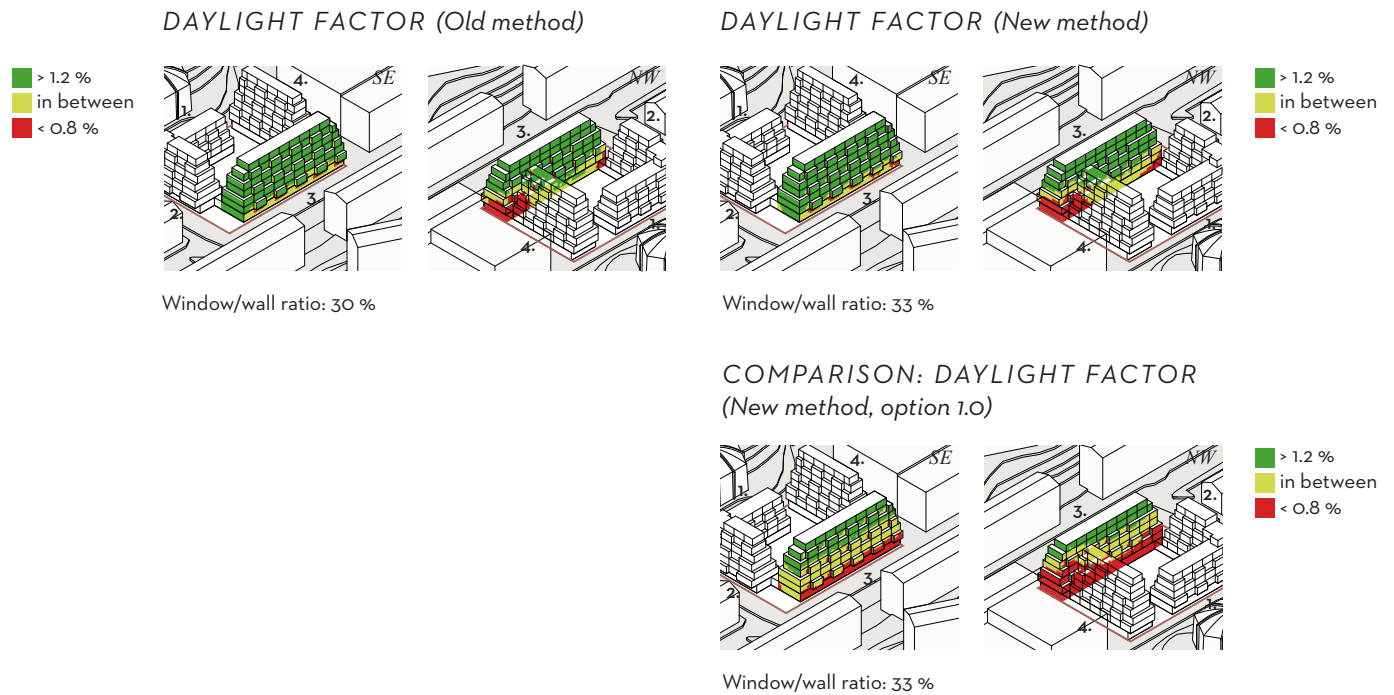 DAYLIGHT FACTOR (Old method)
> 1.2 %
in between
< 0.8 %
1.
4.
SE
2.
3.
NW
3.
2.
4.
1.
Window/wall ratio: 30 %
DAYLIGHT FACTOR (New method)
1.
4.
SE
2.
3.
NW
3.
2.
4.
1.
> 1.2 %
in between
< 0.8 %
Window/wall ratio: 33 %
COMPARISON: DAYLIGHT FACTOR
(New method, option 1.0)
1.
4.
SE
2.
3.
NW
3.
2.
4.
1.
> 1.2 %
in between
< 0.8 %
Window/wall ratio: 33 %